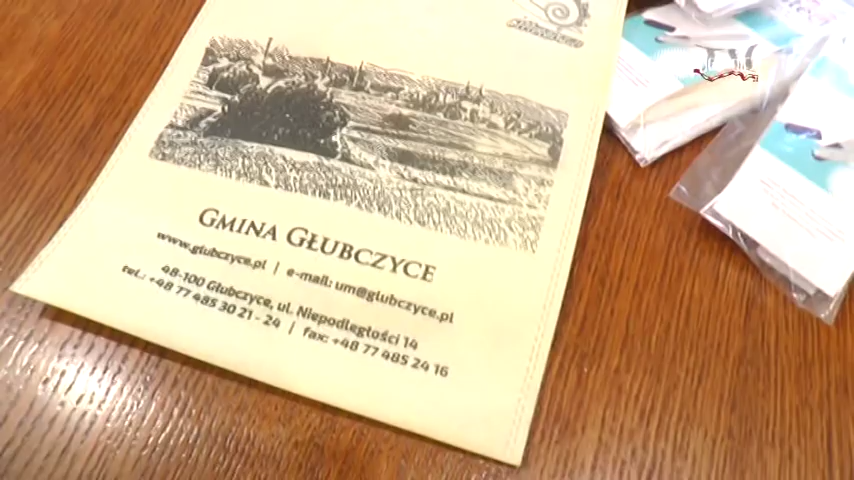 GMINA GŁUBCZYCE
www.glubczyce.pl | e-mail: um@glubczyce.pl
48-100 Głubczyce, ul. Niepodległości 14
tel.: +48 77 485 30 21 - 24 | fax: +48 77 485 24 16